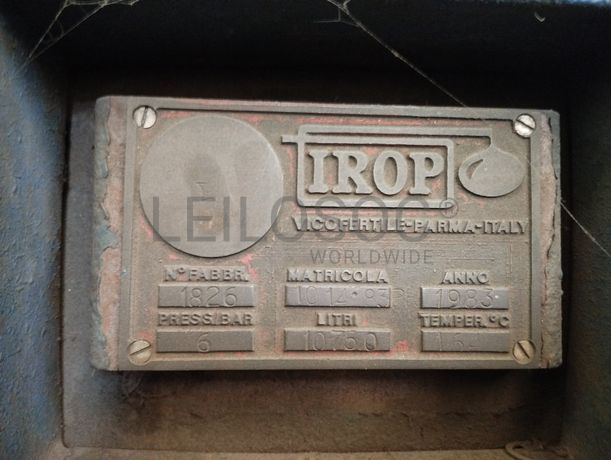 IROP
VICOFERTILE-PARMA-ITALY
LEILOSOC®
WORLDWIDE
N° FABBR. MATRICOLA ANNO
1826 1983
PRESS/BAR LITRI TEMPER.°C
6